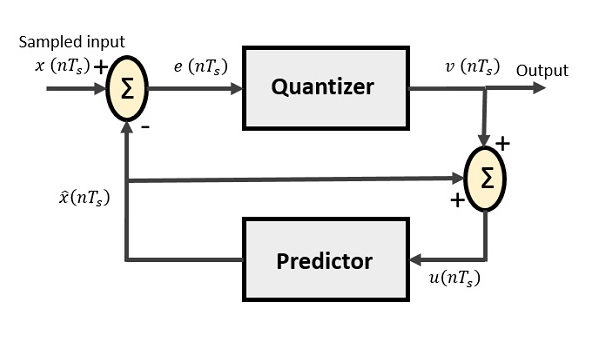 Sampled input
x (nTₛ) +
Σ
e (nTₛ)
Quantizer
v (nTₛ)
Output
-
+
Σ
+
x̂(nTₛ)
Predictor
u(nTₛ)